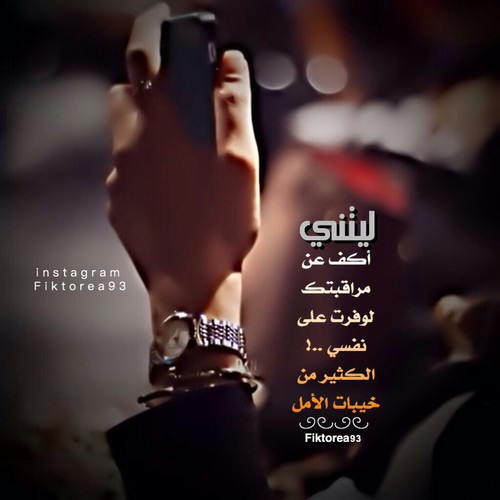 ليتني
أكف عن
مراقبتك
لوفرت على
نفسي ..!
الكثير من
خيبات الأمل
Fiktorea93
instagram
Fiktorea93